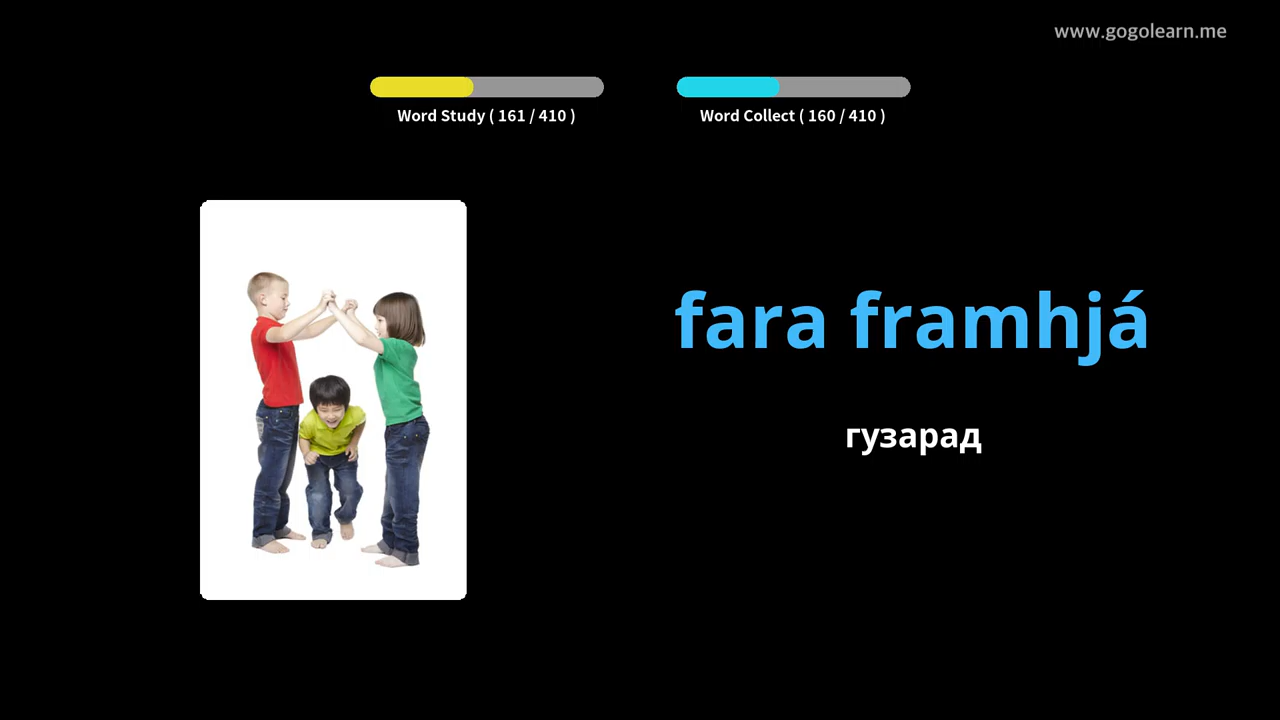 www.gogolearn.me
Word Study ( 161 / 410 )
Word Collect ( 160 / 410 )
fara framhjá
гузарад